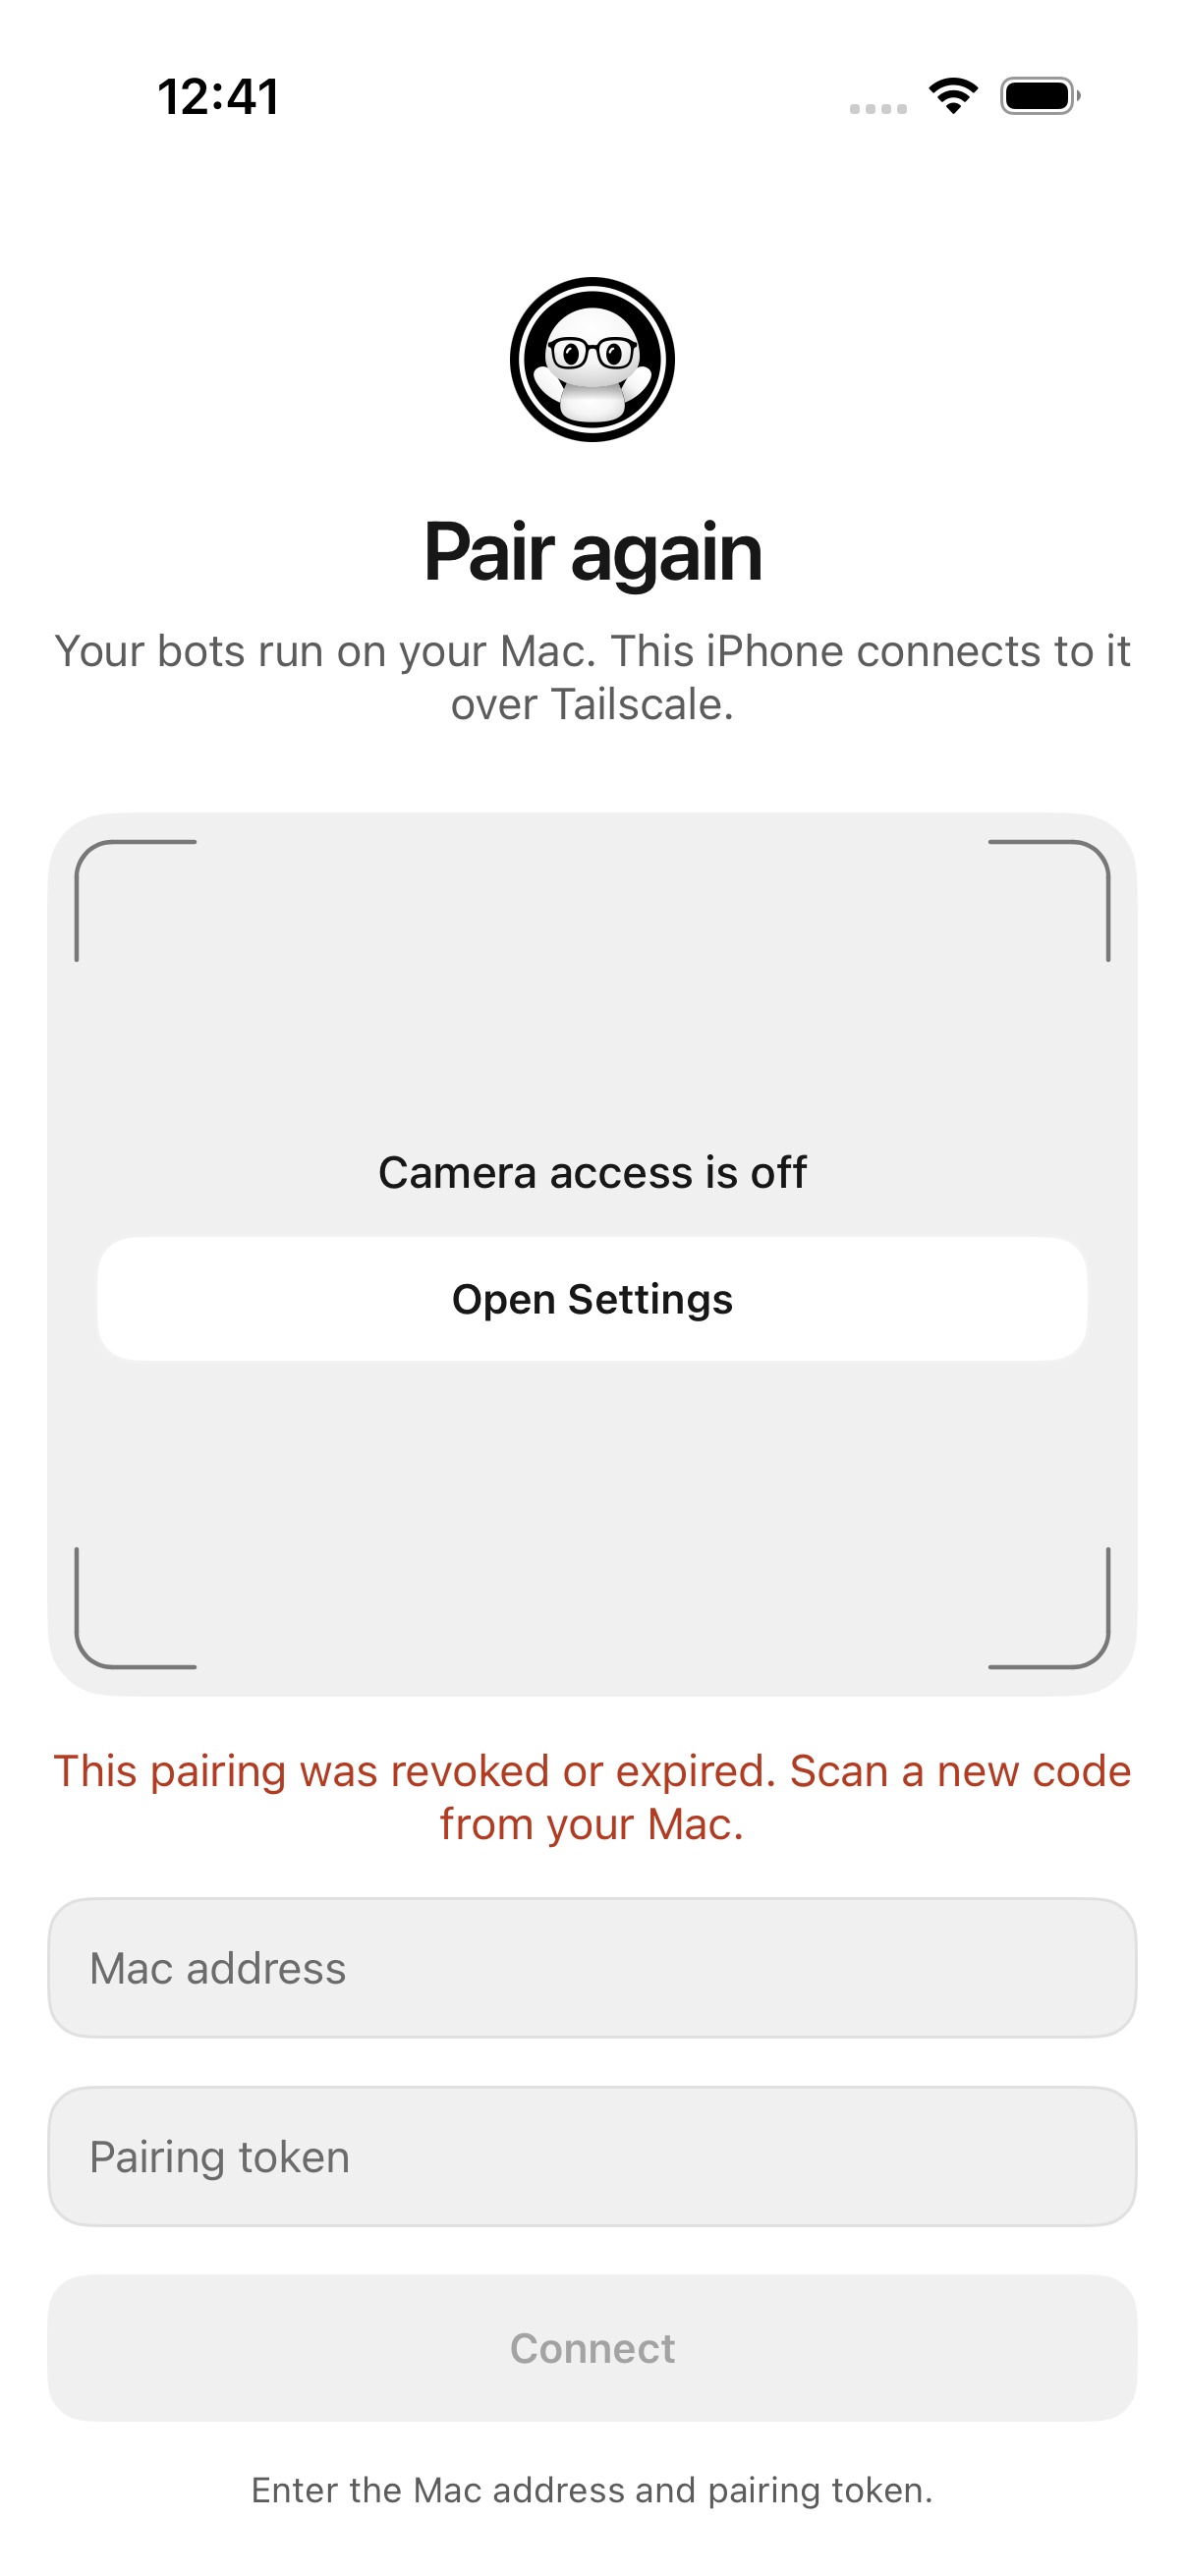 12:41
Pair again
Your bots run on your Mac. This iPhone connects to it
over Tailscale.
Camera access is off
Open Settings
This pairing was revoked or expired. Scan a new code
from your Mac.
Mac address
Pairing token
Connect
Enter the Mac address and pairing token.